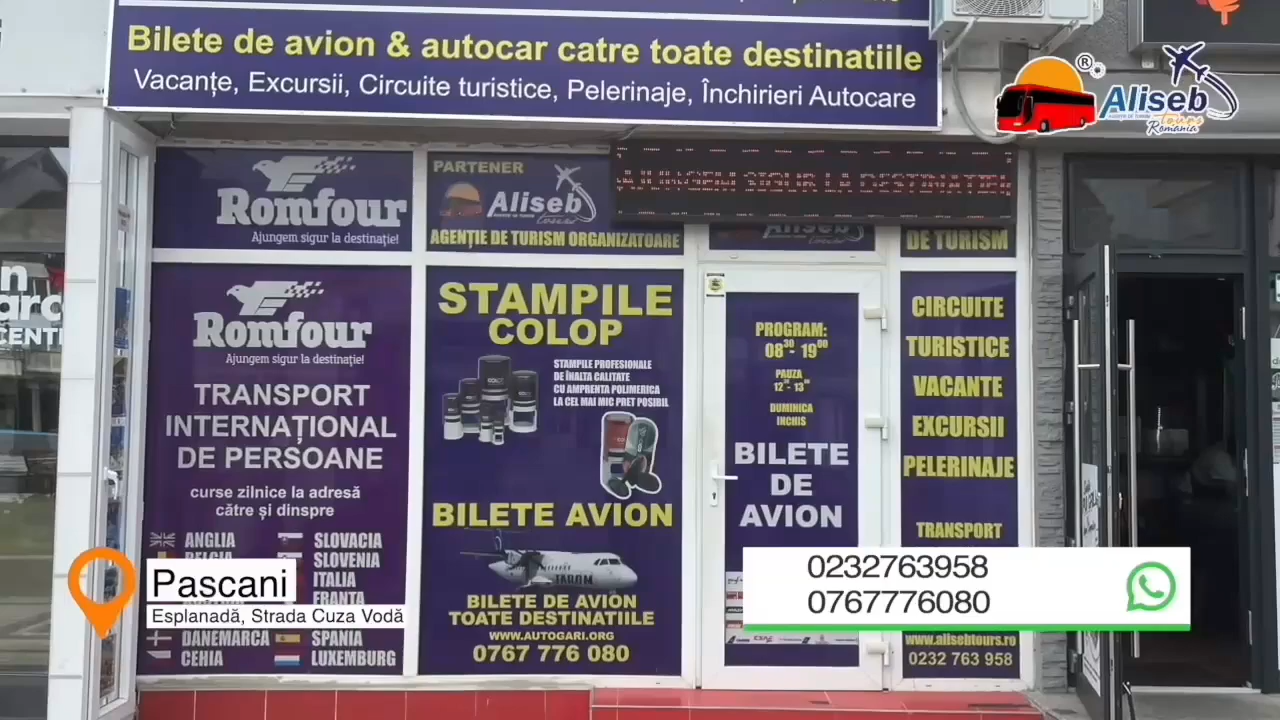 Bilete de avion & autocar catre toate destinatiile
Vacanțe, Excursii, Circuite turistice, Pelerinaje, Închirieri Autocare
®
Aliseb
tours
Romania
Romfour
Ajungem sigur la destinație!
PARTENER
Aliseb
AGENȚIE DE TURISM ORGANIZATOARE
Aliseb
DE TURISM
Romfour
Ajungem sigur la destinație!
TRANSPORT
INTERNAȚIONAL
DE PERSOANE
curse zilnice la adresă
către și dinspre
ANGLIA
BELGIA
DANEMARCA
CEHIA
SLOVACIA
SLOVENIA
ITALIA
FRANTA
SPANIA
LUXEMBURG
STAMPILE
COLOP
STAMPILE PROFESIONALE
DE ÎNALTA CALITATE
CU AMPRENTA POLIMERICA
LA CEL MAI MIC PRET POSIBIL
BILETE AVION
TAROM
BILETE DE AVION
TOATE DESTINATIILE
WWW.AUTOGARI.ORG
0767 776 080
PROGRAM:
08³⁰- 19⁰⁰
PAUZA
12 - 13
DUMINICA
INCHIS
BILETE
DE
AVION
CIRCUITE
TURISTICE
VACANTE
EXCURSII
PELERINAJE
TRANSPORT
www.alisebtours.ro
0232 763 958
Pascani
Esplanadă, Strada Cuza Vodă
0232763958
0767776080